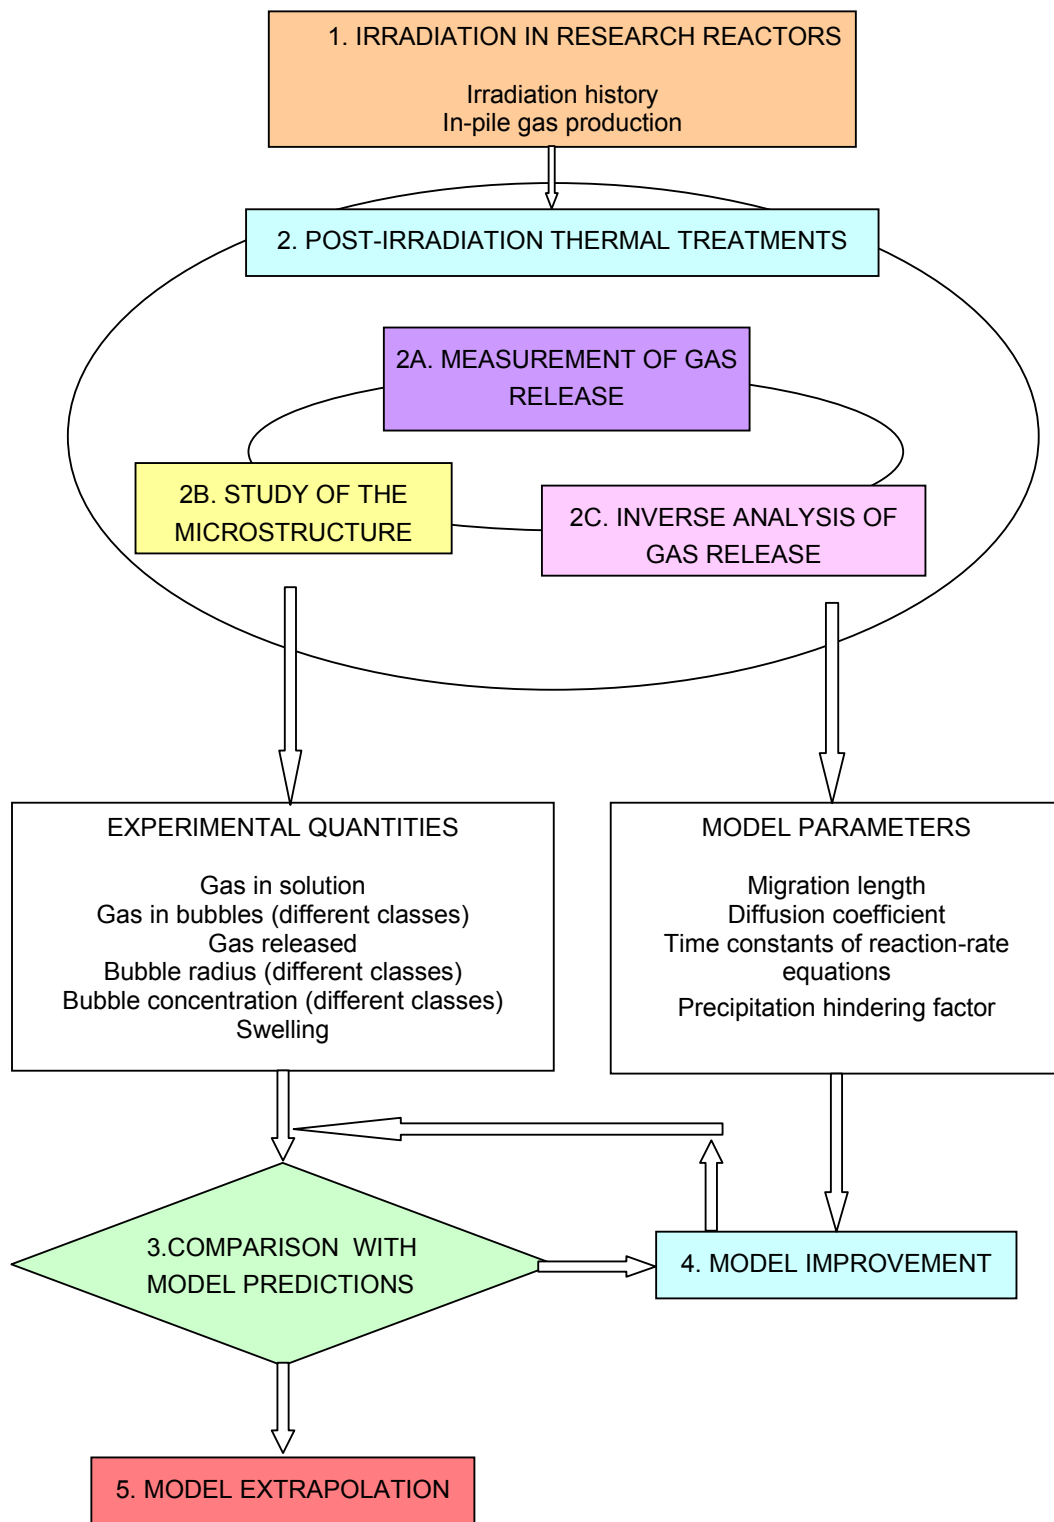 1. IRRADIATION IN RESEARCH REACTORS
Irradiation history
In-pile gas production
2. POST-IRRADIATION THERMAL TREATMENTS
2A. MEASUREMENT OF GAS
RELEASE
2B. STUDY OF THE
MICROSTRUCTURE
2C. INVERSE ANALYSIS OF
GAS RELEASE
EXPERIMENTAL QUANTITIES
Gas in solution
Gas in bubbles (different classes)
Gas released
Bubble radius (different classes)
Bubble concentration (different classes)
Swelling
MODEL PARAMETERS
Migration length
Diffusion coefficient
Time constants of reaction-rate
equations
Precipitation hindering factor
3.COMPARISON WITH
MODEL PREDICTIONS
4. MODEL IMPROVEMENT
5. MODEL EXTRAPOLATION